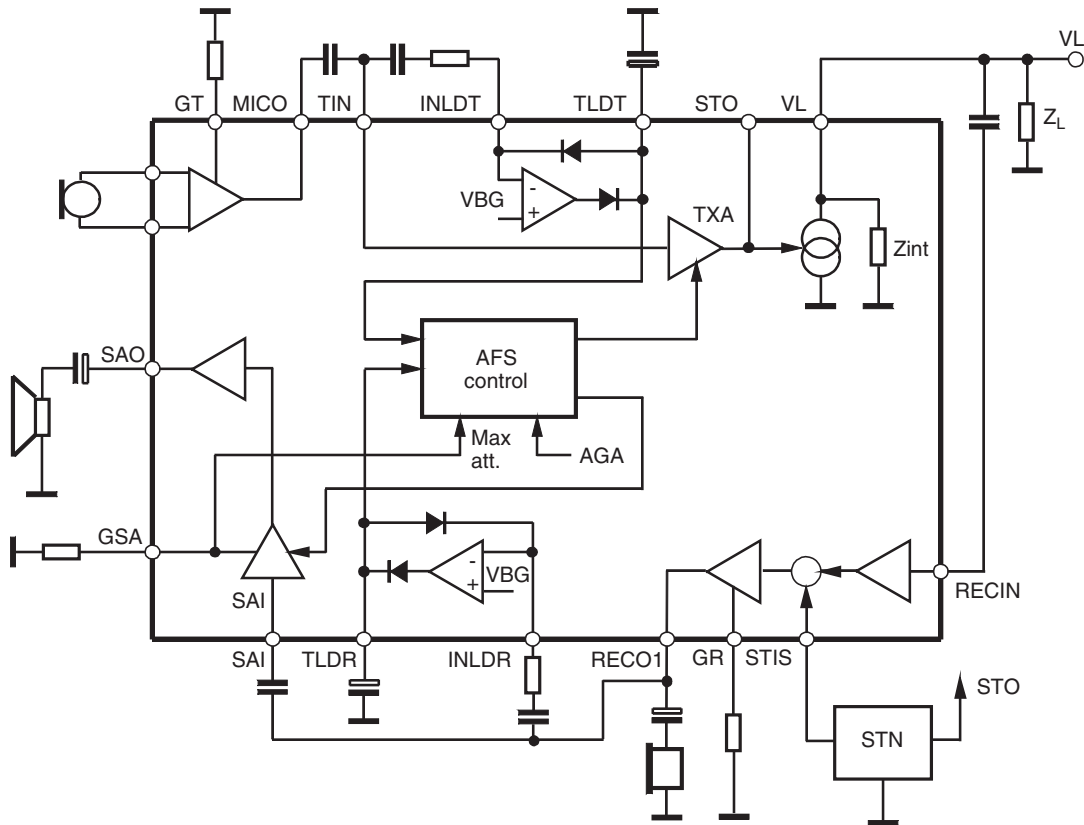 VL
GT MICO TIN INLDT TLDT STO VL
ZL
VBG
-
+
TXA
Zint
SAO
AFS
control
Max
att.
AGA
GSA
SAI
-
+
VBG
RECIN
SAI TLDR INLDR RECO1 GR STIS
STO
STN